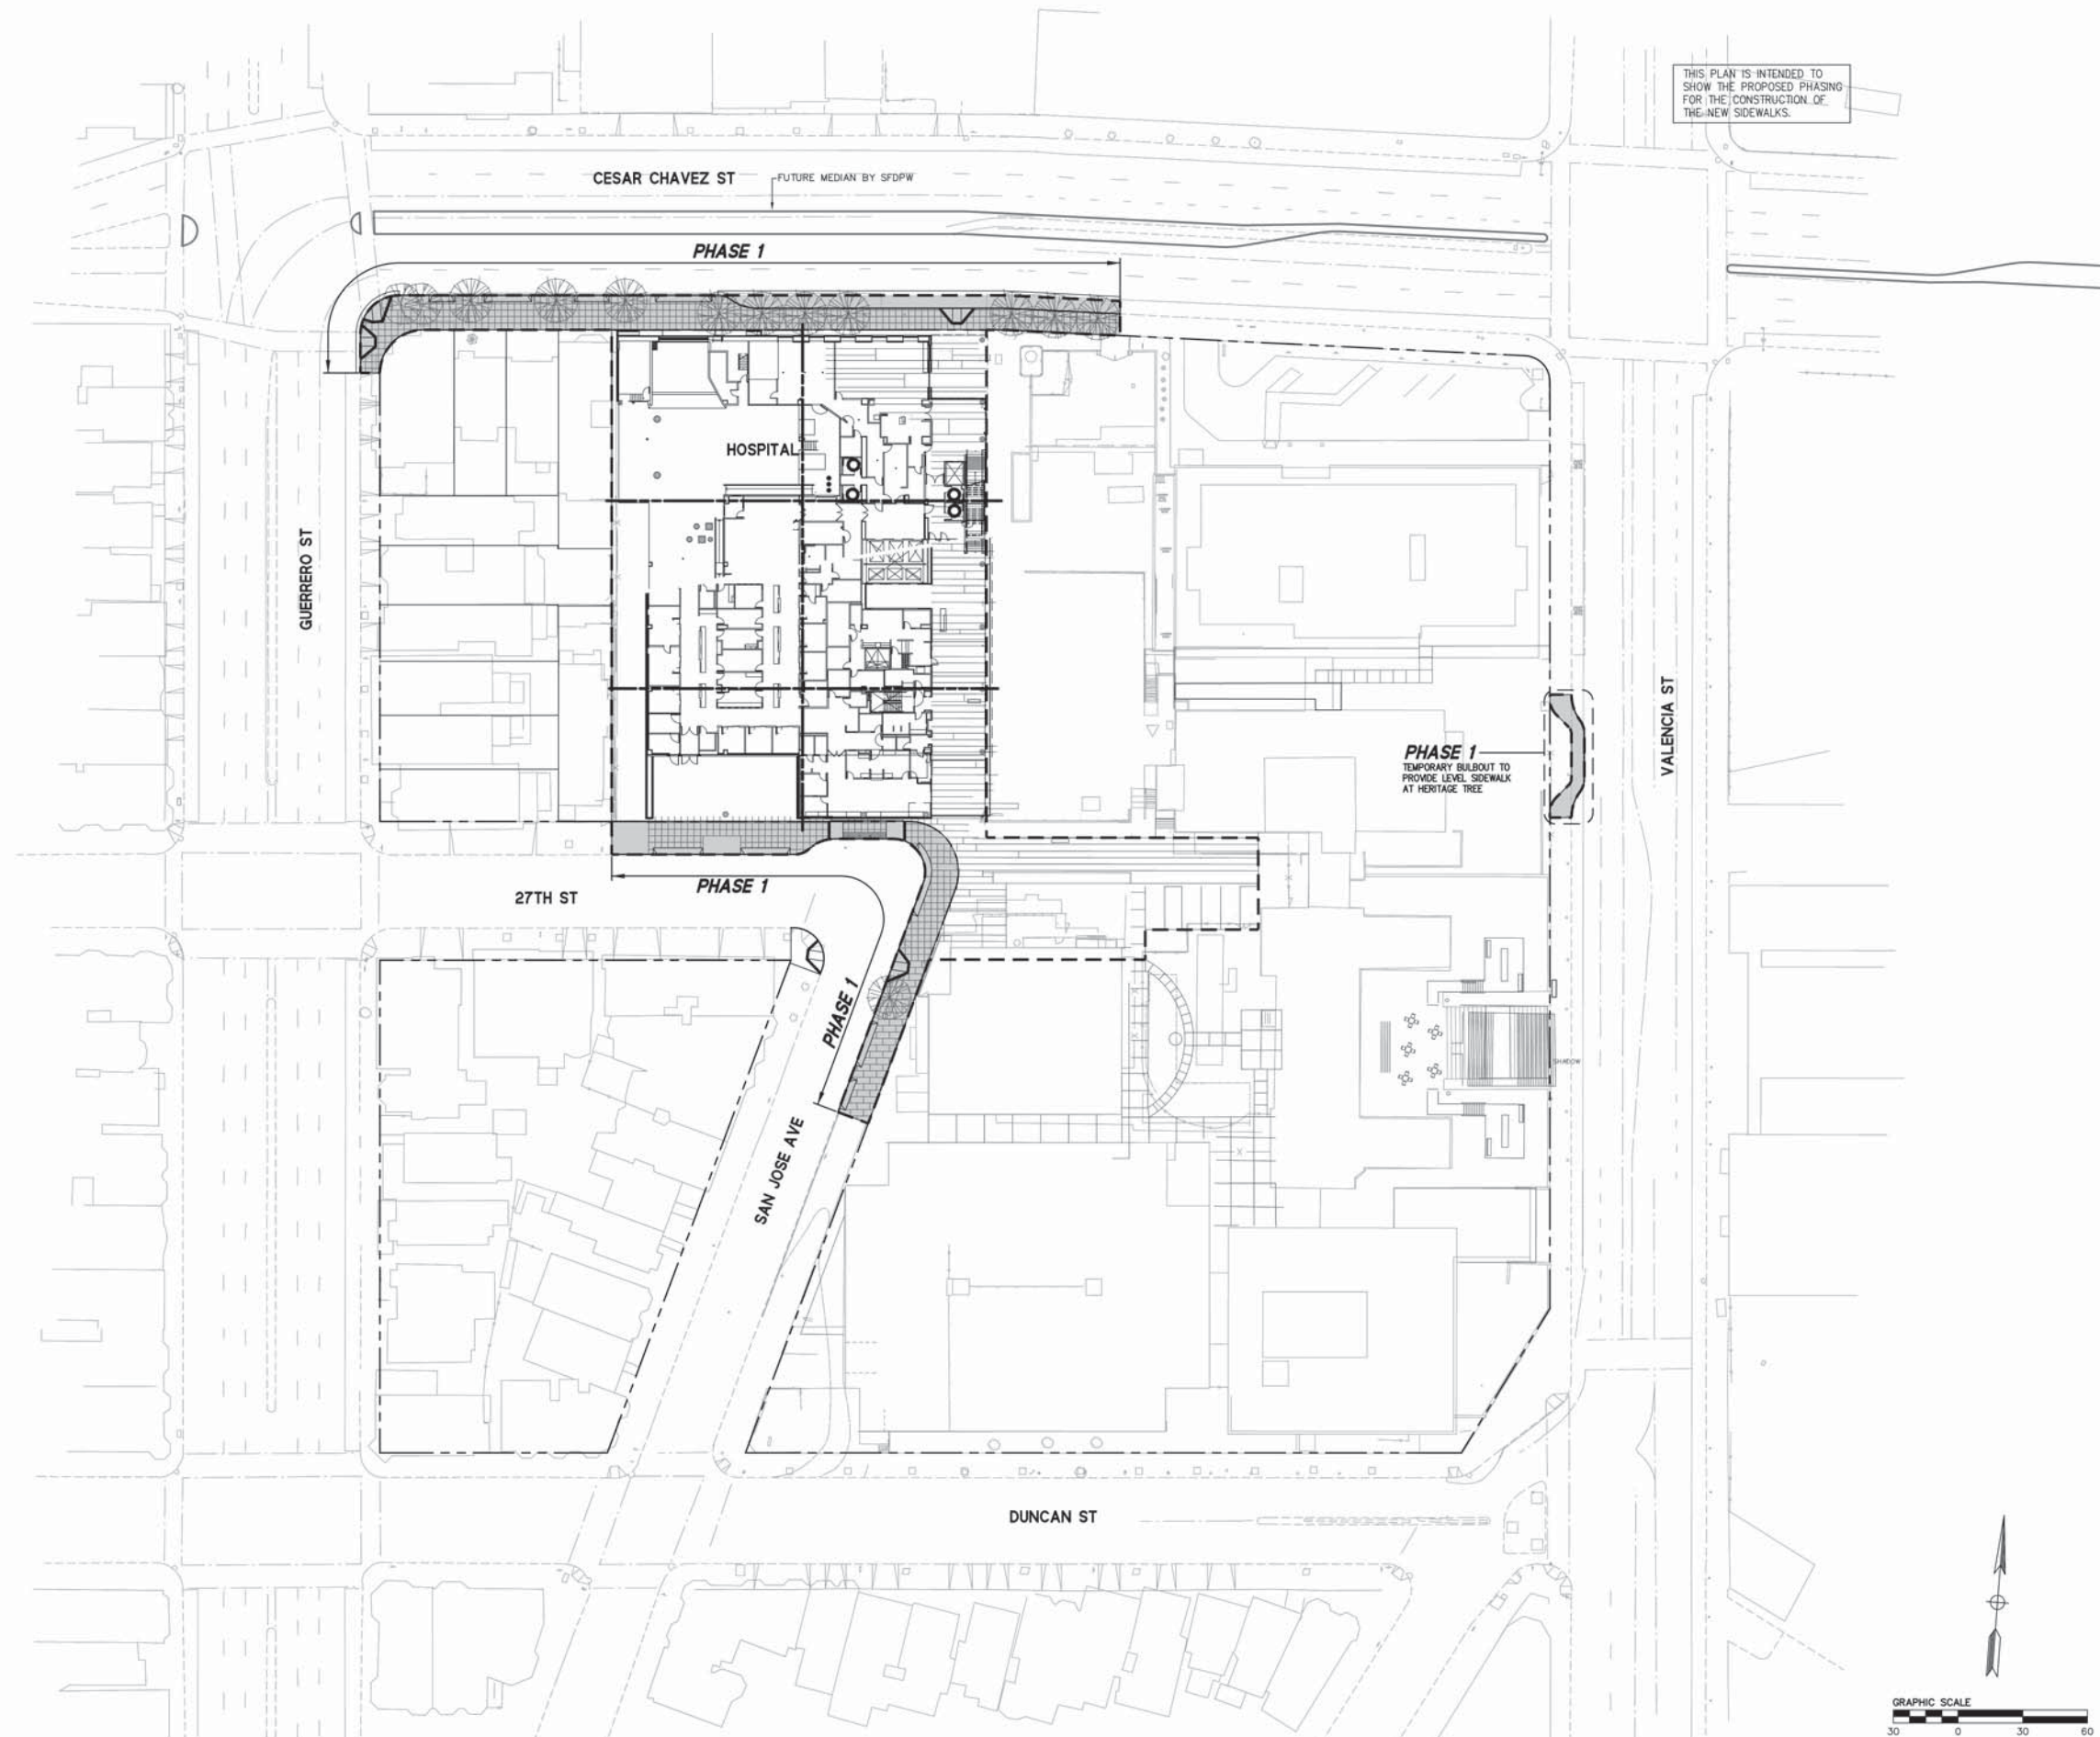 THIS PLAN IS INTENDED TO
SHOW THE PROPOSED PHASING
FOR THE CONSTRUCTION OF
THE NEW SIDEWALKS.
CESAR CHAVEZ ST
FUTURE MEDIAN BY SFDPW
PHASE 1
HOSPITAL
GUERRERO ST
VALENCIA ST
PHASE 1
TEMPORARY BULBOUT TO
PROVIDE LEVEL SIDEWALK
AT HERITAGE TREE
PHASE 1
27TH ST
PHASE 1
SHADOW
SAN JOSE AVE
DUNCAN ST
GRAPHIC SCALE
30 0 30 60